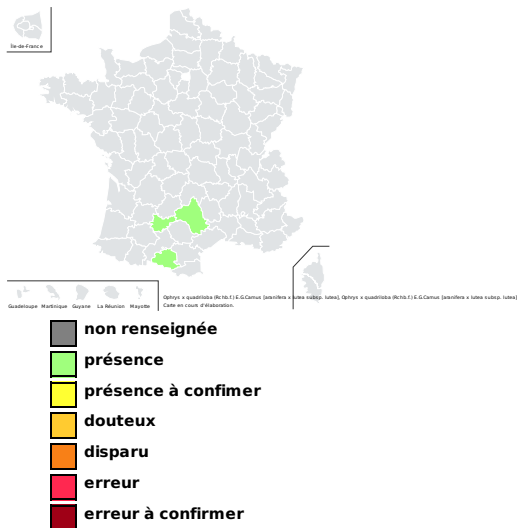 Île-de-France
Guadeloupe Martinique Guyane La Réunion Mayotte
Ophrys x quadriloba (Rchb.f.) E.G.Camus [aranifera x lutea subsp. lutea], Ophrys x quadriloba (Rchb.f.) E.G.Camus [aranifera x lutea subsp. lutea]
Carte en cours d'élaboration.
non renseignée
présence
présence à confimer
douteux
disparu
erreur
erreur à confirmer